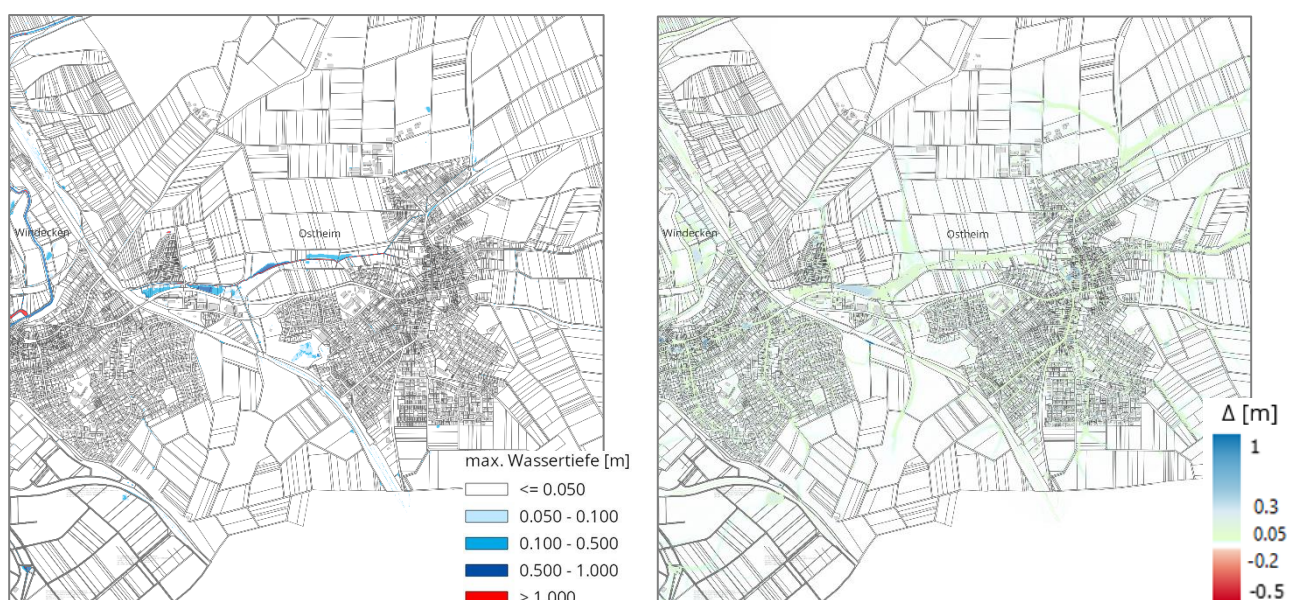 Windecken
Ostheim
max. Wassertiefe [m]
<= 0.050
0.050 - 0.100
0.100 - 0.500
0.500 - 1.000
> 1.000
Windecken
Ostheim
Δ [m]
1
0.3
0.05
-0.2
-0.5